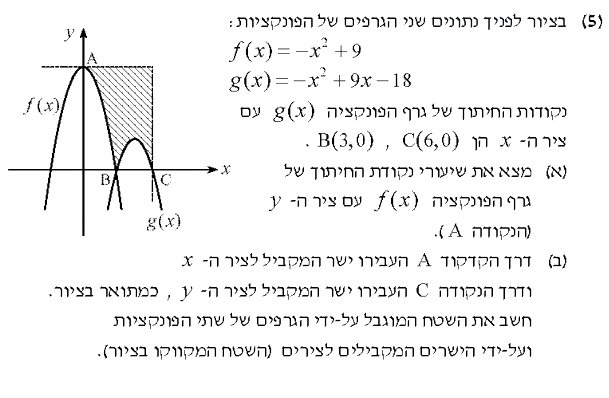 (5) בציור לפניך נתונים שני הגרפים של הפונקציות:
f(x) = −x² + 9
g(x) = −x² + 9x − 18
נקודות החיתוך של גרף הפונקציה g(x) עם
ציר ה- x הן B(3,0) , C(6,0) .
(א) מצא את שיעורי נקודת החיתוך של
גרף הפונקציה f(x) עם ציר ה- y
(הנקודה A).
(ב) דרך הקדקוד A העבירו ישר המקביל לציר ה- x
ודרך הנקודה C העבירו ישר המקביל לציר ה- y , כמתואר בציור.
חשב את השטח המוגבל על-ידי הגרפים של שתי הפונקציות
ועל-ידי הישרים המקבילים לצירים (השטח המקווקו בציור).
y
A
f(x)
B
C
x
g(x)